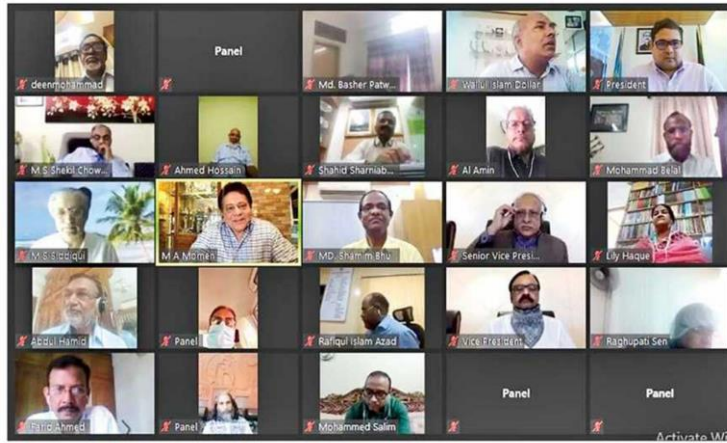 deenmohammad
Panel
Md. Basher Patw...
Waliul Islam Dollar
President
M.S Shekil Chow...
Ahmed Hossain
Shahid Sharniab...
Al Amin
Mohammad Belal
M S Siddiqui
M A Momen
MD. Shamim Bhu
Senior Vice Presi...
Lily Haque
Abdul Hamid
Panel
Rafiqul Islam Azad
Vice President
Raghupati Sen
Farid Ahmed
Panel
Mohammed Salim
Panel
Panel
Activate